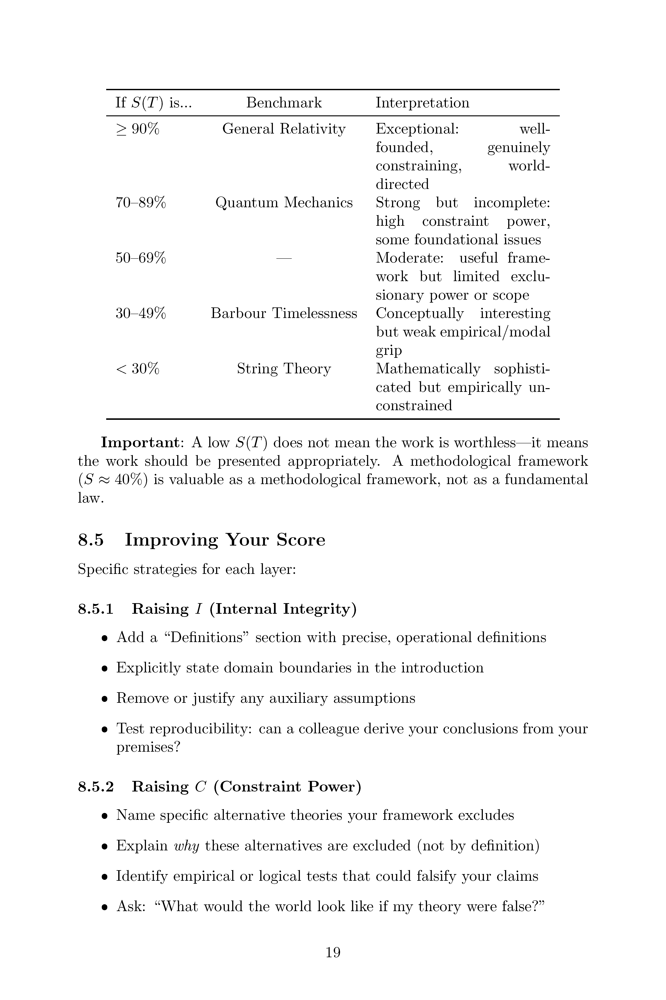 If S(T) is... Benchmark Interpretation
≥ 90% General Relativity Exceptional: well-
founded, genuinely
constraining, world-
directed
70–89% Quantum Mechanics Strong but incomplete:
high constraint power,
some foundational issues
50–69% — Moderate: useful frame-
work but limited exclu-
sionary power or scope
30–49% Barbour Timelessness Conceptually interesting
but weak empirical/modal
grip
< 30% String Theory Mathematically sophisti-
cated but empirically un-
constrained
Important: A low S(T) does not mean the work is worthless—it means
the work should be presented appropriately. A methodological framework
(S ≈ 40%) is valuable as a methodological framework, not as a fundamental
law.
8.5 Improving Your Score
Specific strategies for each layer:
8.5.1 Raising I (Internal Integrity)
• Add a “Definitions” section with precise, operational definitions
• Explicitly state domain boundaries in the introduction
• Remove or justify any auxiliary assumptions
• Test reproducibility: can a colleague derive your conclusions from your
premises?
8.5.2 Raising C (Constraint Power)
• Name specific alternative theories your framework excludes
• Explain why these alternatives are excluded (not by definition)
• Identify empirical or logical tests that could falsify your claims
• Ask: “What would the world look like if my theory were false?”
19